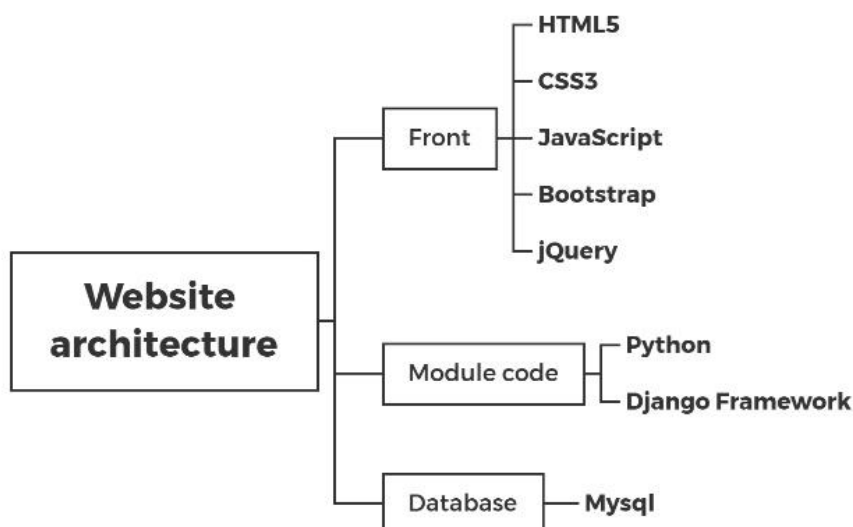 Website
architecture
Front
HTML5
CSS3
JavaScript
Bootstrap
jQuery
Module code
Python
Django Framework
Database
Mysql